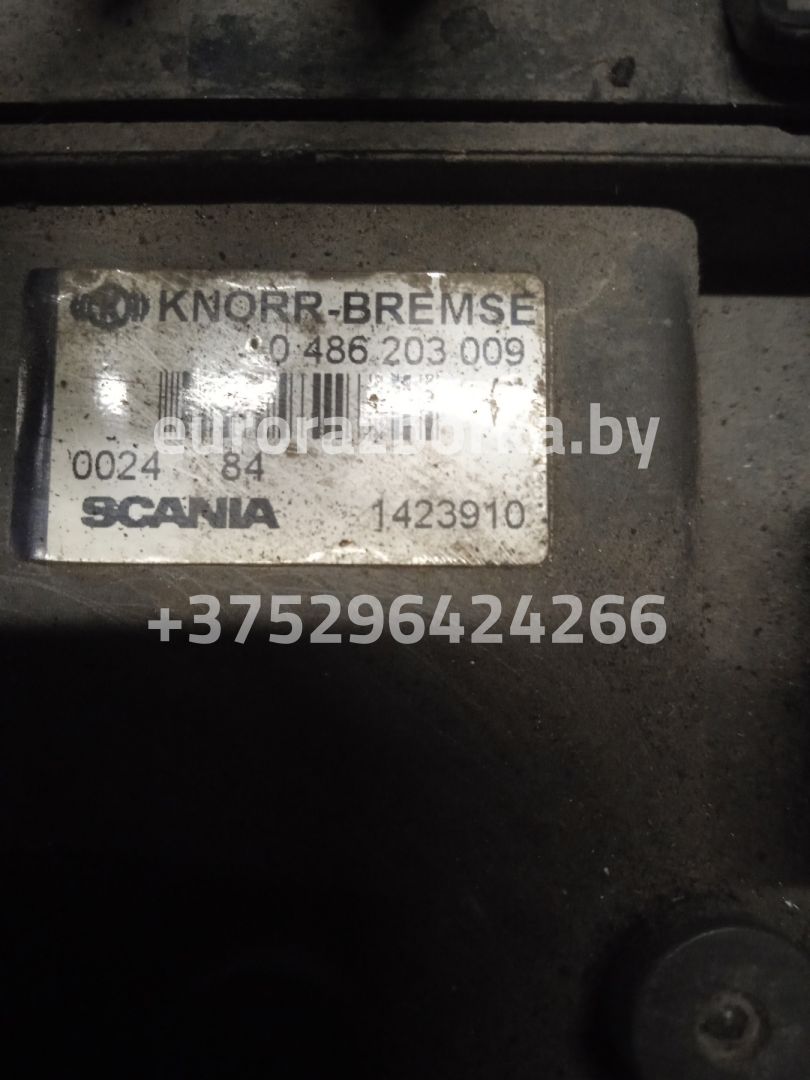 KNORR-BREMSE
0 486 203 009
eurorazborka.by
0024 84
SCANIA 1423910
+375296424266